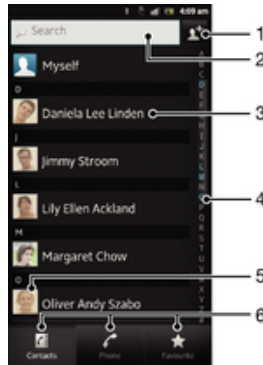 4:09 am
Search
1
2
Myself
D
Daniela Lee Linden
3
J
Jimmy Stroom
L
Lily Ellen Ackland
4
M
Margaret Chow
O
Oliver Andy Szabo
5
6
Contacts
Phone
Favourite